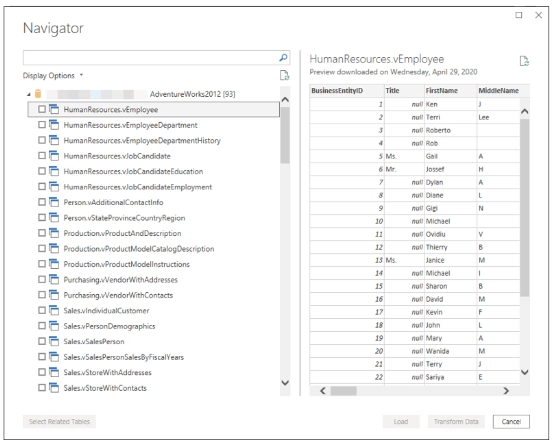 Navigator
Display Options
AdventureWorks2012 [93]
HumanResources.vEmployee
HumanResources.vEmployeeDepartment
HumanResources.vEmployeeDepartmentHistory
HumanResources.vJobCandidate
HumanResources.vJobCandidateEducation
HumanResources.vJobCandidateEmployment
Person.vAdditionalContactInfo
Person.vStateProvinceCountryRegion
Production.vProductAndDescription
Production.vProductModelCatalogDescription
Production.vProductModelInstructions
Purchasing.vVendorWithAddresses
Purchasing.vVendorWithContacts
Sales.vIndividualCustomer
Sales.vPersonDemographics
Sales.vSalesPerson
Sales.vSalesPersonSalesByFiscalYears
Sales.vStoreWithAddresses
Sales.vStoreWithContacts
HumanResources.vEmployee
Preview downloaded on Wednesday, April 29, 2020
BusinessEntityID Title FirstName MiddleName
1 null Ken J
2 null Terri Lee
3 null Roberto
4 null Rob
5 Ms. Gail A
6 Mr. Jossef H
7 null Dylan A
8 null Diane L
9 null Gigi N
10 null Michael
11 null Ovidiu V
12 null Thierry B
13 Ms. Janice M
14 null Michael I
15 null Sharon B
16 null David M
17 null Kevin F
18 null John L
19 null Mary A
20 null Wanida M
21 null Terry J
22 null Sariya E
Select Related Tables Load Transform Data Cancel